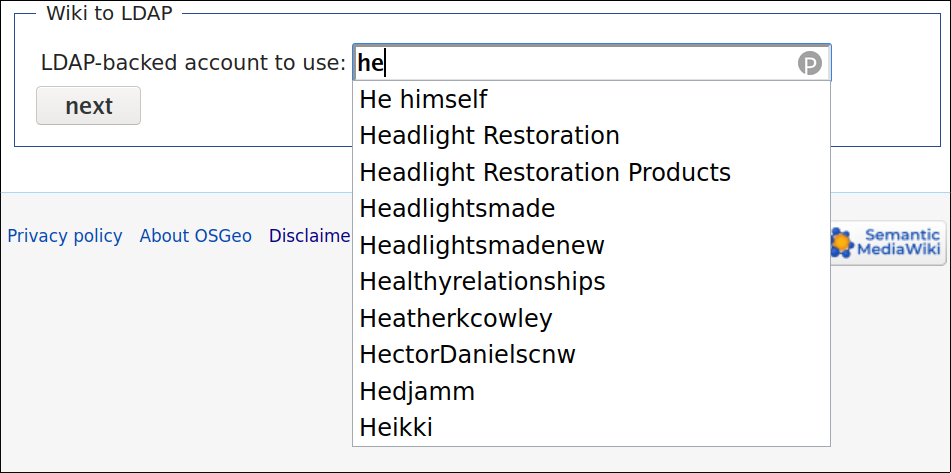 Wiki to LDAP
LDAP-backed account to use: he
next
He himself
Headlight Restoration
Headlight Restoration Products
Headlightsmade
Headlightsmadenew
Healthyrelationships
Heatherkcowley
HectorDanielscnw
Hedjamm
Heikki
Privacy policy About OSGeo Disclaime
Semantic
MediaWiki